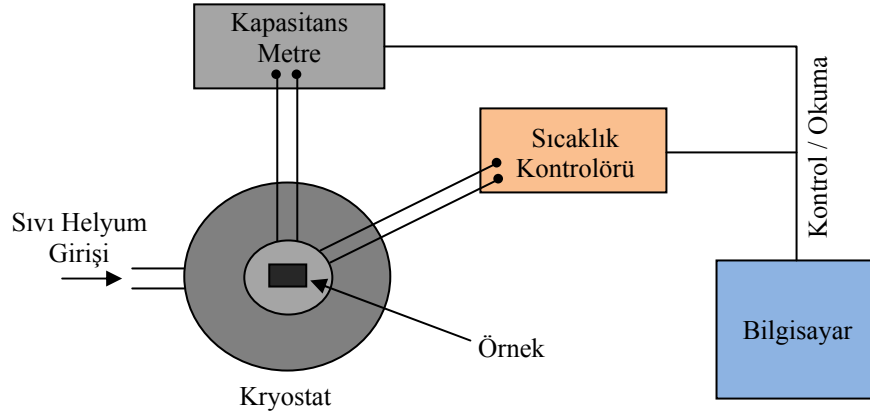 Kapasitans
Metre
Sıcaklık
Kontrolörü
Kontrol / Okuma
Sıvı Helyum
Girişi
Bilgisayar
Örnek
Kryostat